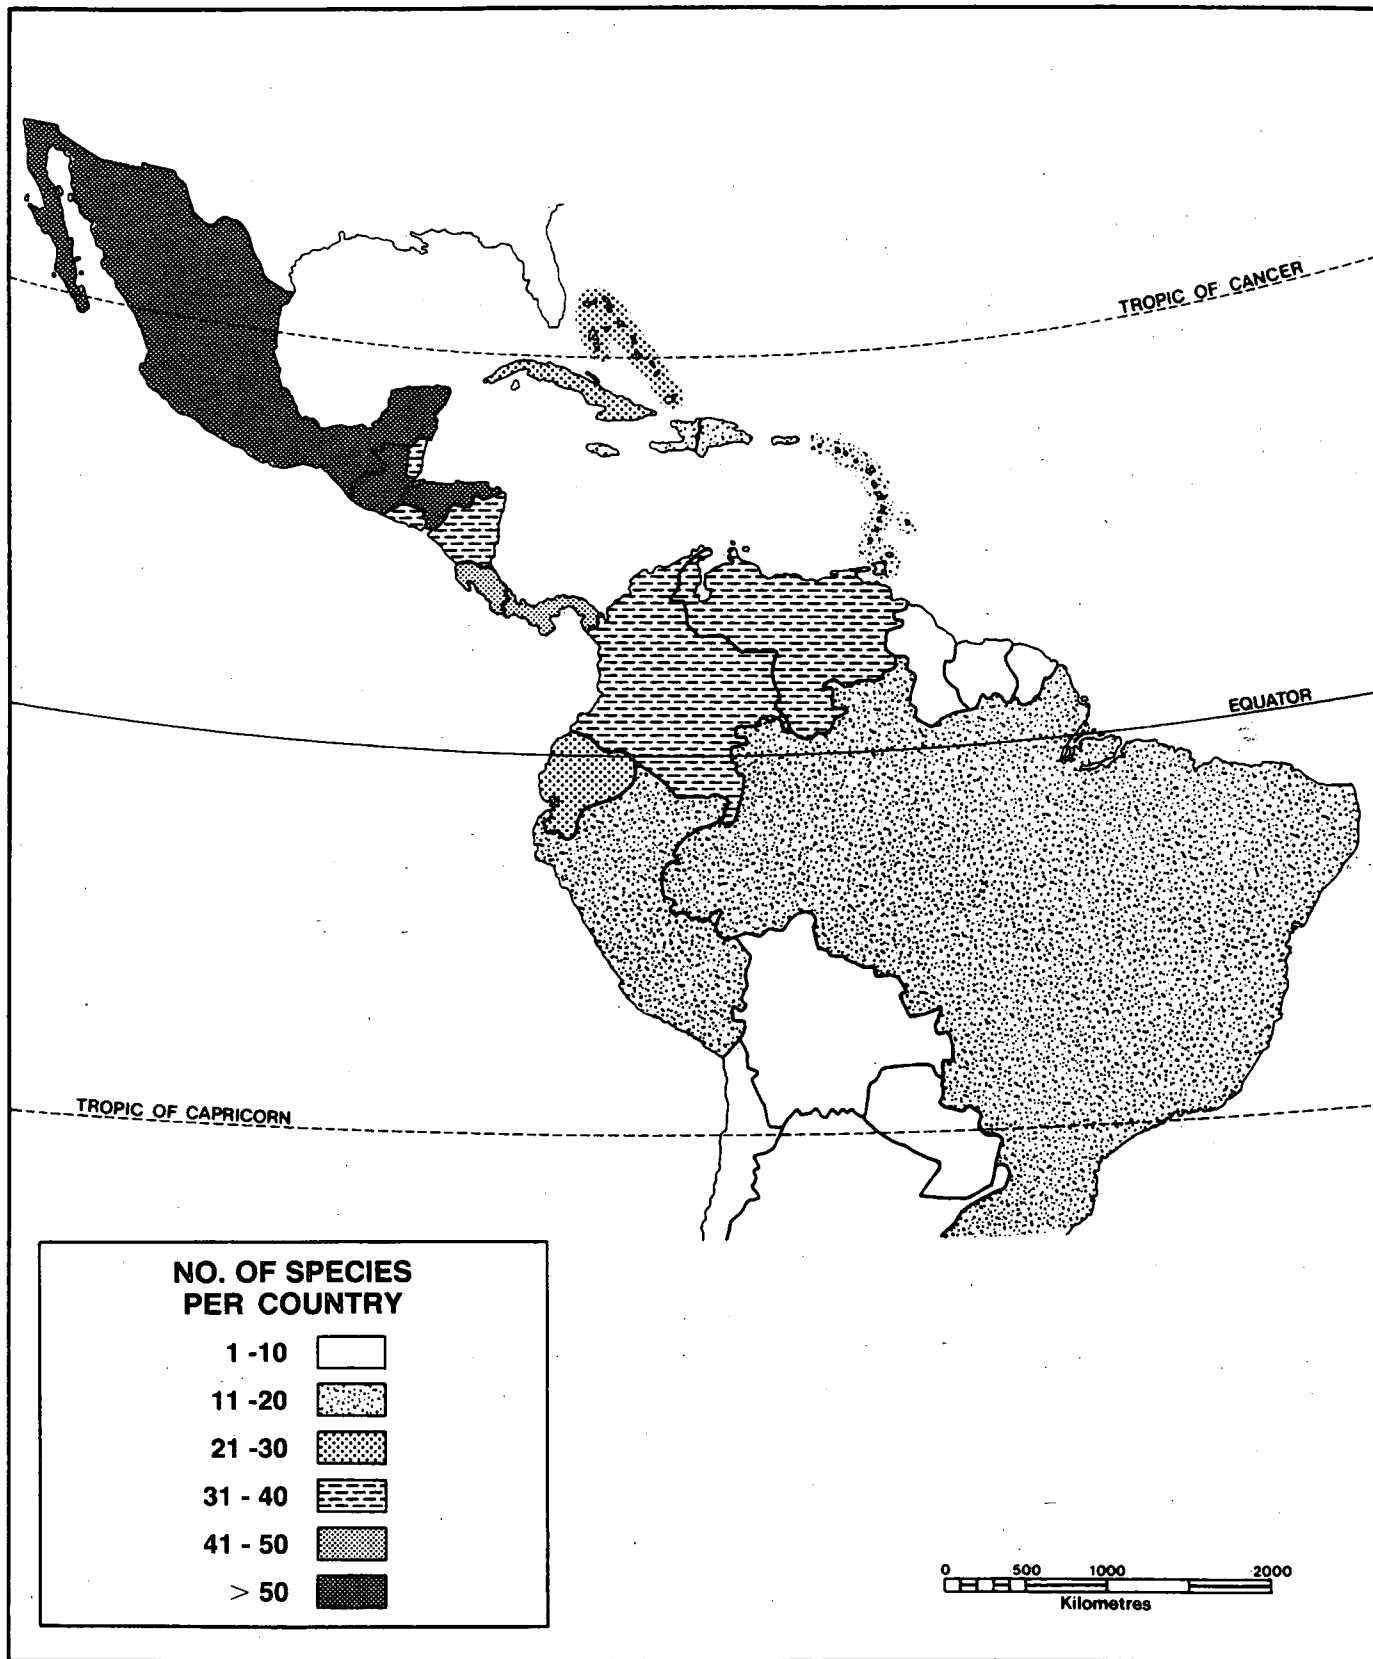 TROPIC OF CANCER
EQUATOR
TROPIC OF CAPRICORN
NO. OF SPECIES
PER COUNTRY
1 -10
11 -20
21 -30
31 - 40
41 - 50
> 50
0 500 1000 2000
Kilometres